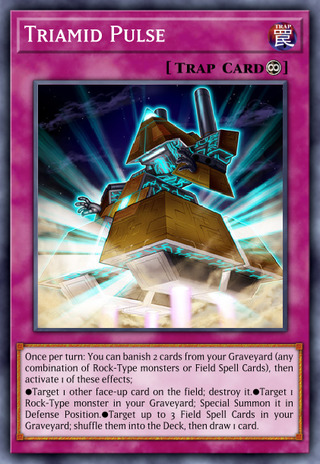 Triamid Pulse
TRAP
罠
[ Trap Card ]
Once per turn: You can banish 2 cards from your Graveyard (any
combination of Rock-Type monsters or Field Spell Cards), then
activate 1 of these effects;
●Target 1 other face-up card on the field; destroy it.●Target 1
Rock-Type monster in your Graveyard; Special Summon it in
Defense Position.●Target up to 3 Field Spell Cards in your
Graveyard; shuffle them into the Deck, then draw 1 card.